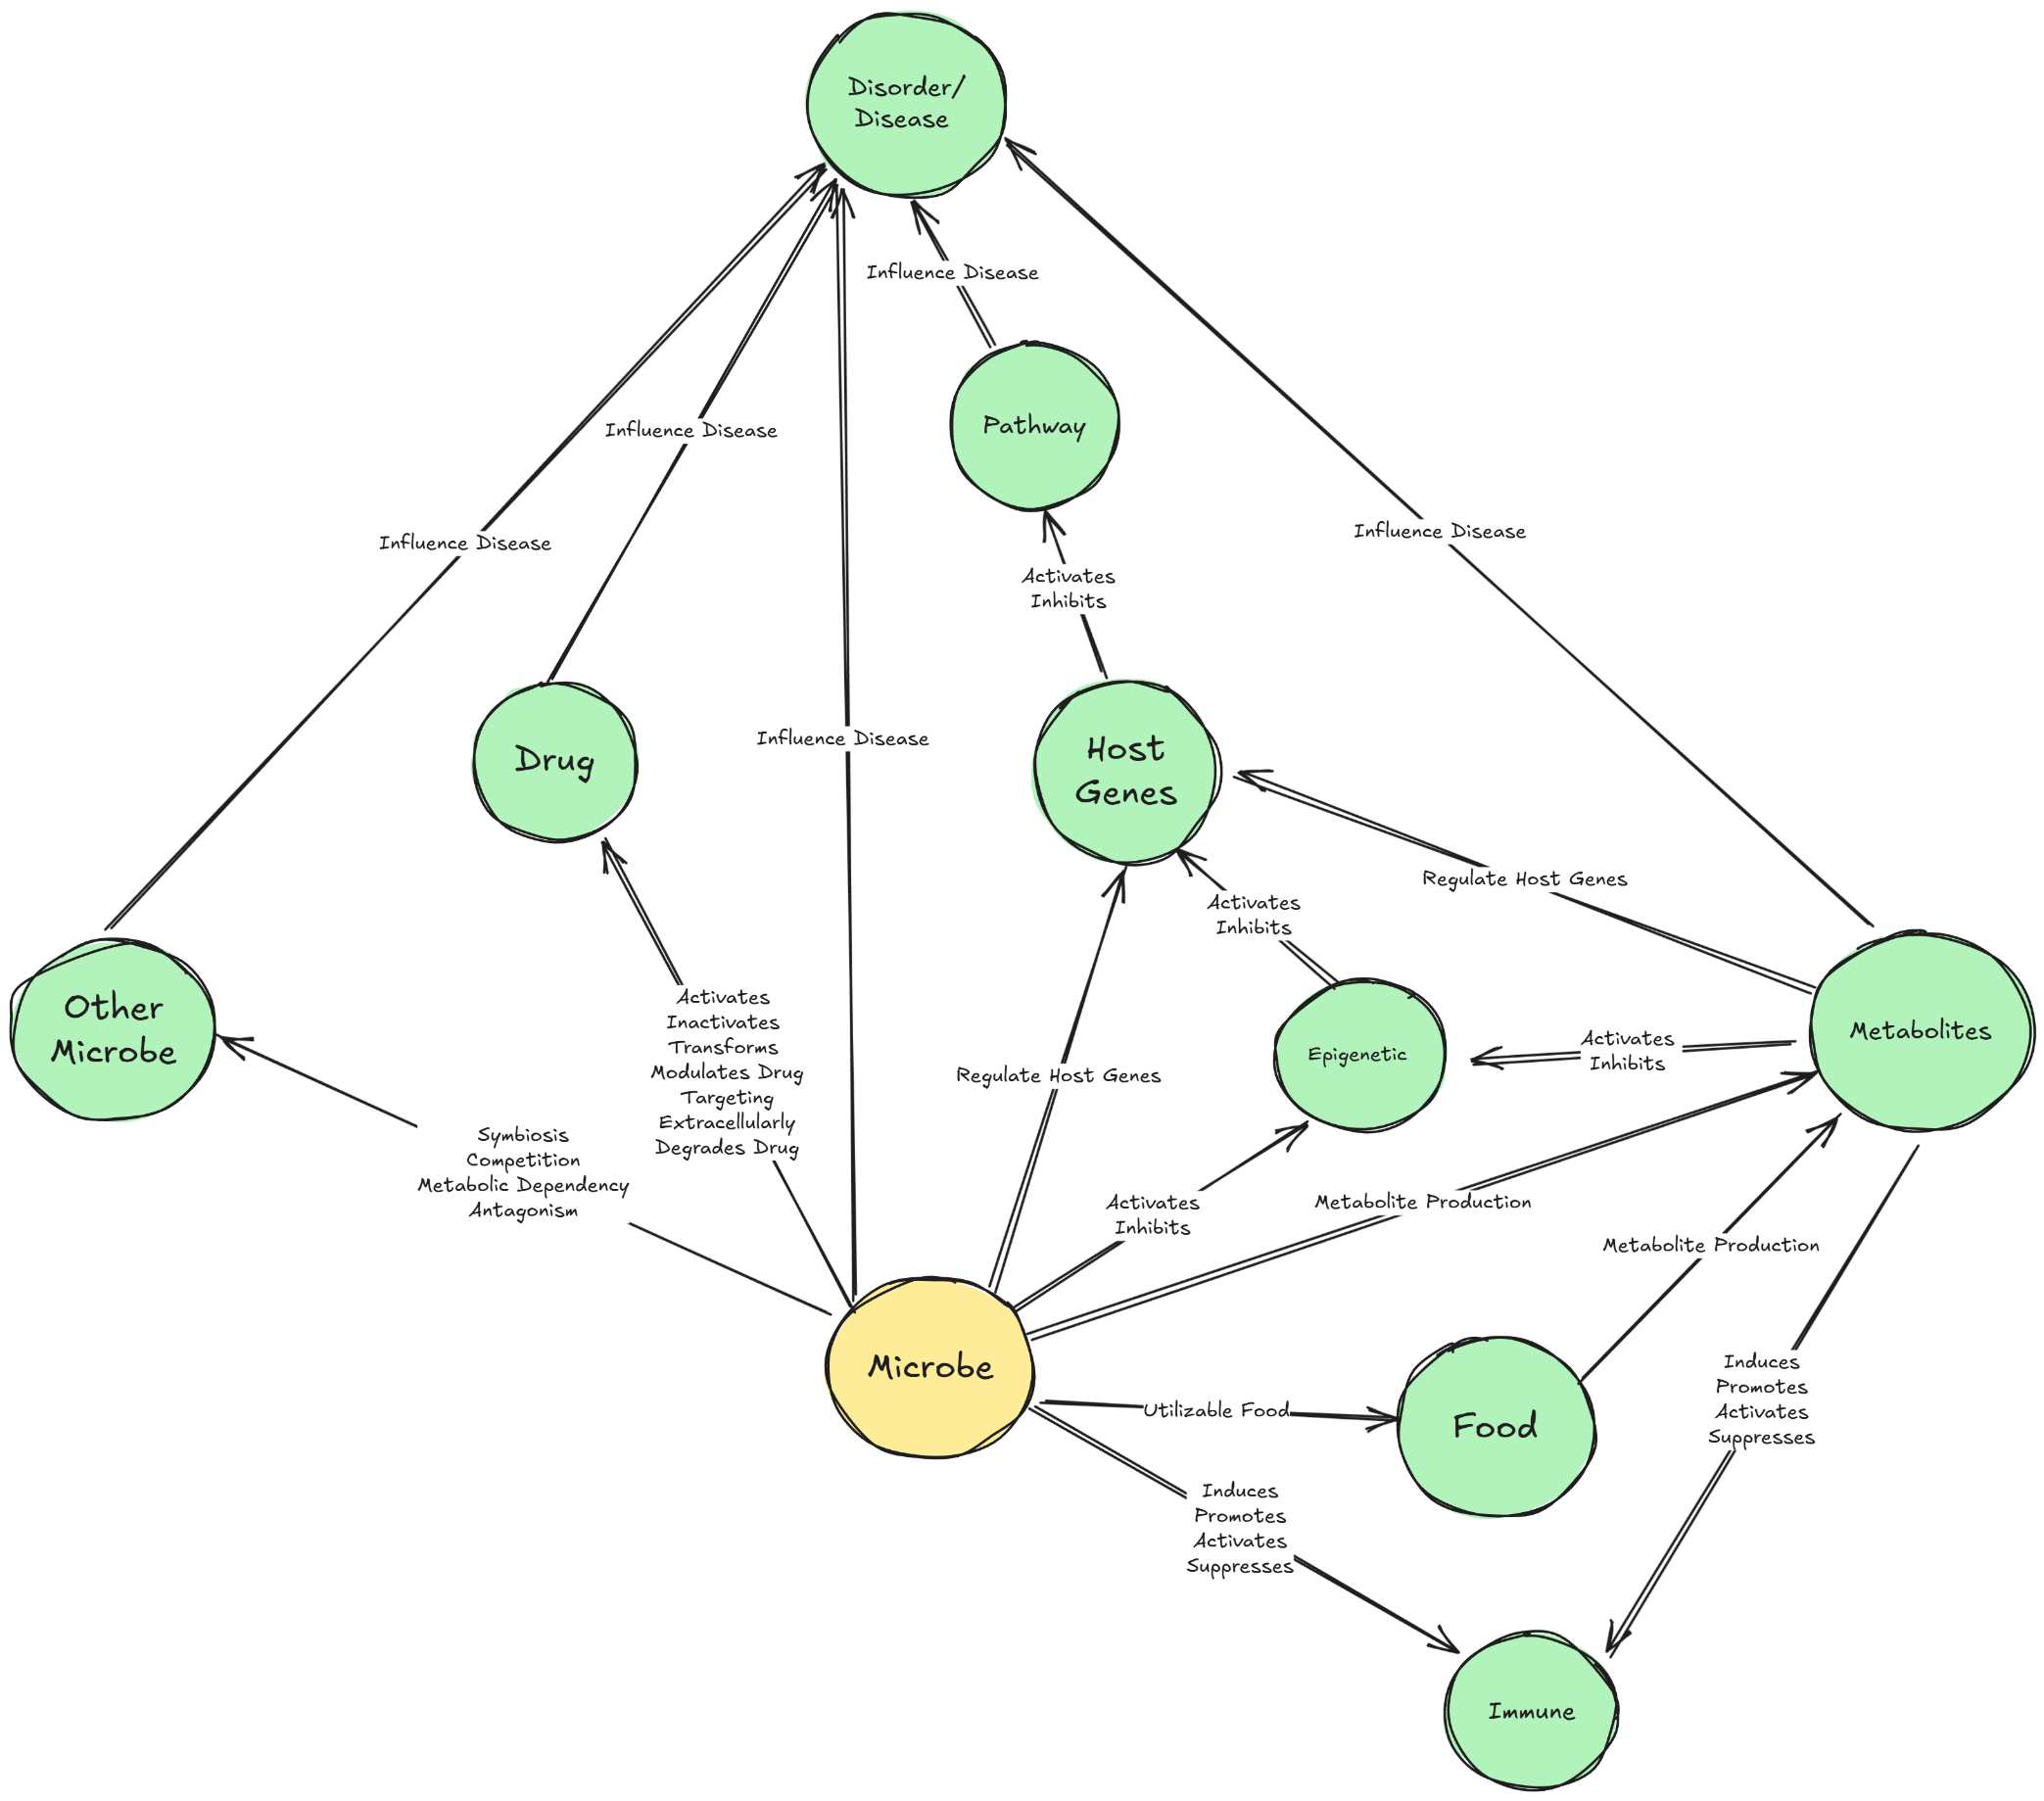 Disorder/
Disease
Influence Disease
Pathway
Influence Disease
Influence Disease
Influence Disease
Activates
Inhibits
Influence Disease
Drug
Host
Genes
Regulate Host Genes
Activates
Inhibits
Other
Microbe
Activates
Inactivates
Transforms
Modulates Drug
Targeting
Extracellularly
Degrades Drug
Regulate Host Genes
Epigenetic
Activates
Inhibits
Metabolites
Symbiosis
Competition
Metabolic Dependency
Antagonism
Activates
Inhibits
Metabolite Production
Metabolite Production
Microbe
Utilizable Food
Food
Induces
Promotes
Activates
Suppresses
Induces
Promotes
Activates
Suppresses
Immune